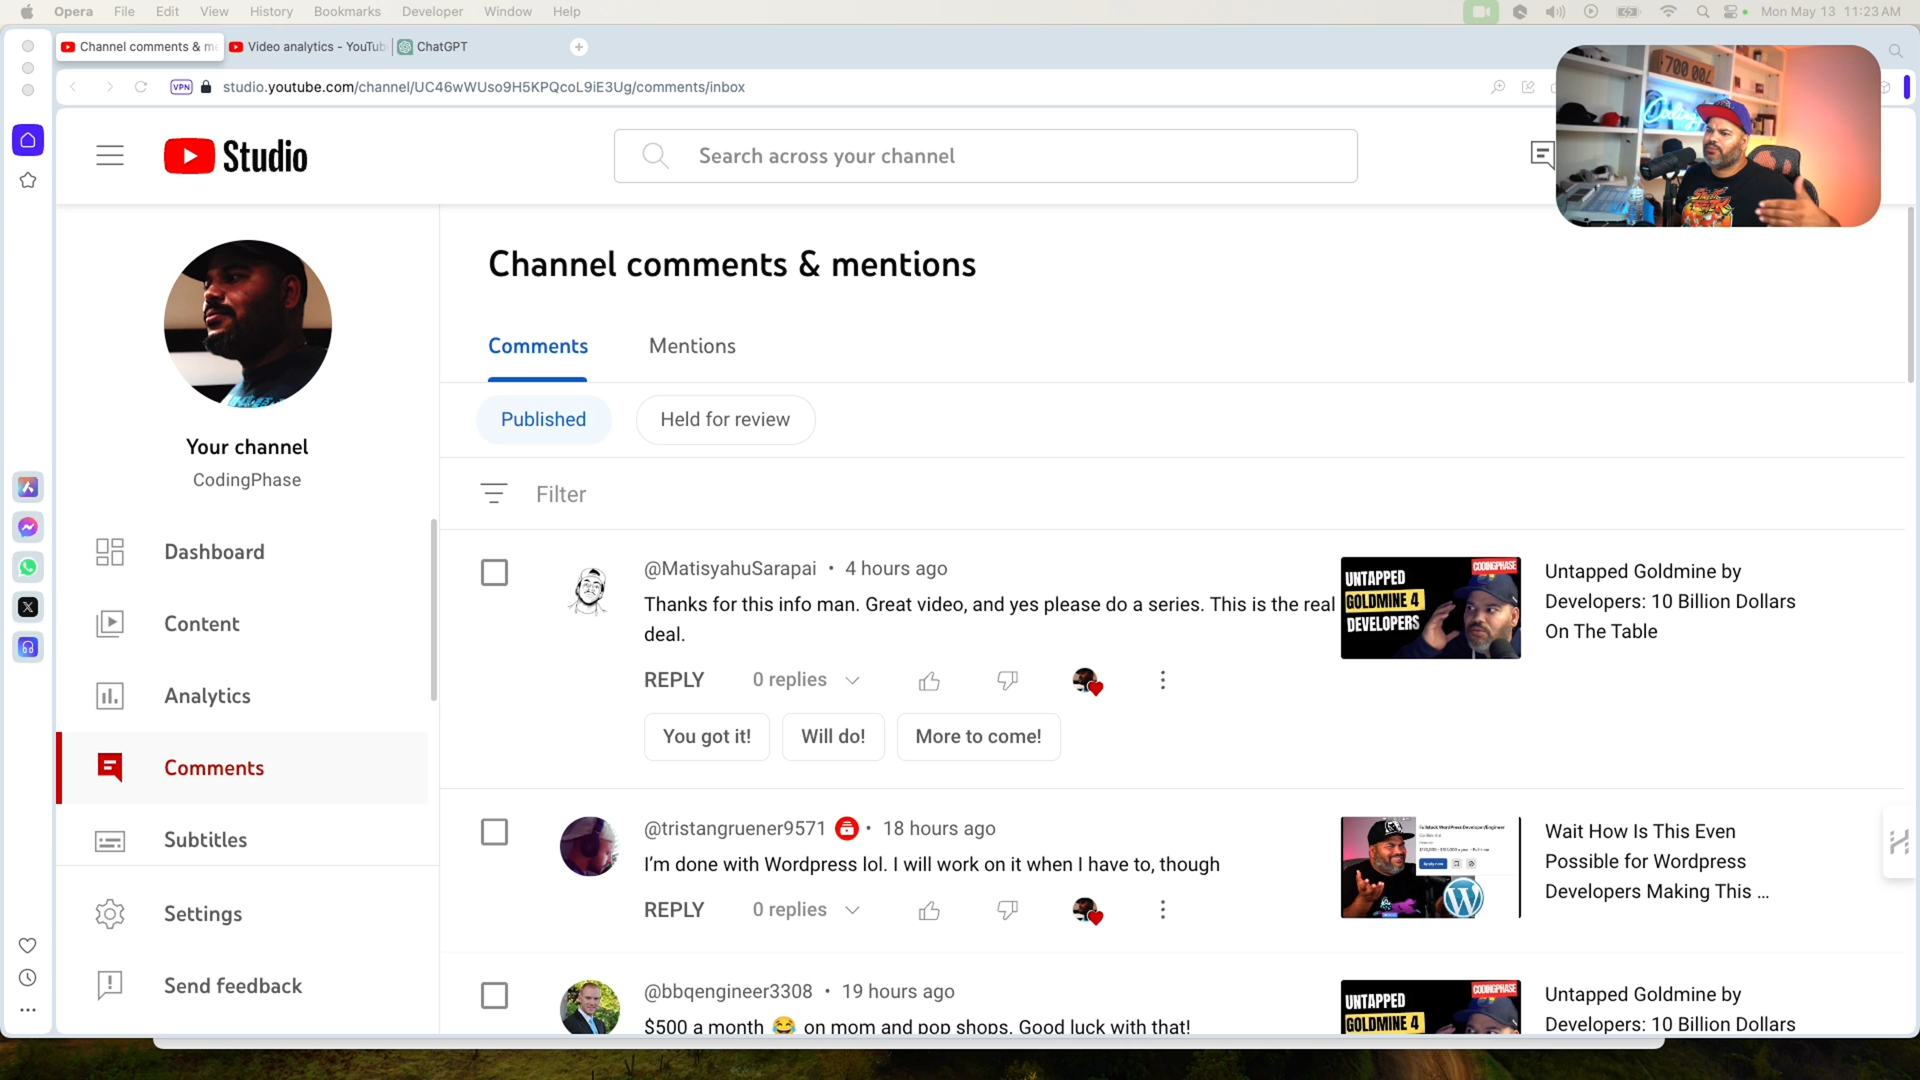 Opera File Edit View History Bookmarks Developer Window Help
Mon May 13 11:23 AM
Channel comments & me
Video analytics - YouTub
ChatGPT
VPN
studio.youtube.com/channel/UC46wWUso9H5KPQcoL9iE3Ug/comments/inbox
Studio
Search across your channel
Your channel
CodingPhase
Dashboard
Content
Analytics
Comments
Subtitles
Settings
Send feedback
Channel comments & mentions
Comments Mentions
Published Held for review
Filter
@MatisyahuSarapai • 4 hours ago
Thanks for this info man. Great video, and yes please do a series. This is the real
deal.
REPLY 0 replies
You got it! Will do! More to come!
UNTAPPED
GOLDMINE 4
DEVELOPERS
CODINGPHASE
Untapped Goldmine by
Developers: 10 Billion Dollars
On The Table
@tristangruener9571 • 18 hours ago
I'm done with Wordpress lol. I will work on it when I have to, though
REPLY 0 replies
Fullstack WordPress Developer/Engineer
Apply now
Wait How Is This Even
Possible for Wordpress
Developers Making This ...
@bbqengineer3308 • 19 hours ago
$500 a month 😂 on mom and pop shops. Good luck with that!
UNTAPPED
GOLDMINE 4
CODINGPHASE
Untapped Goldmine by
Developers: 10 Billion Dollars